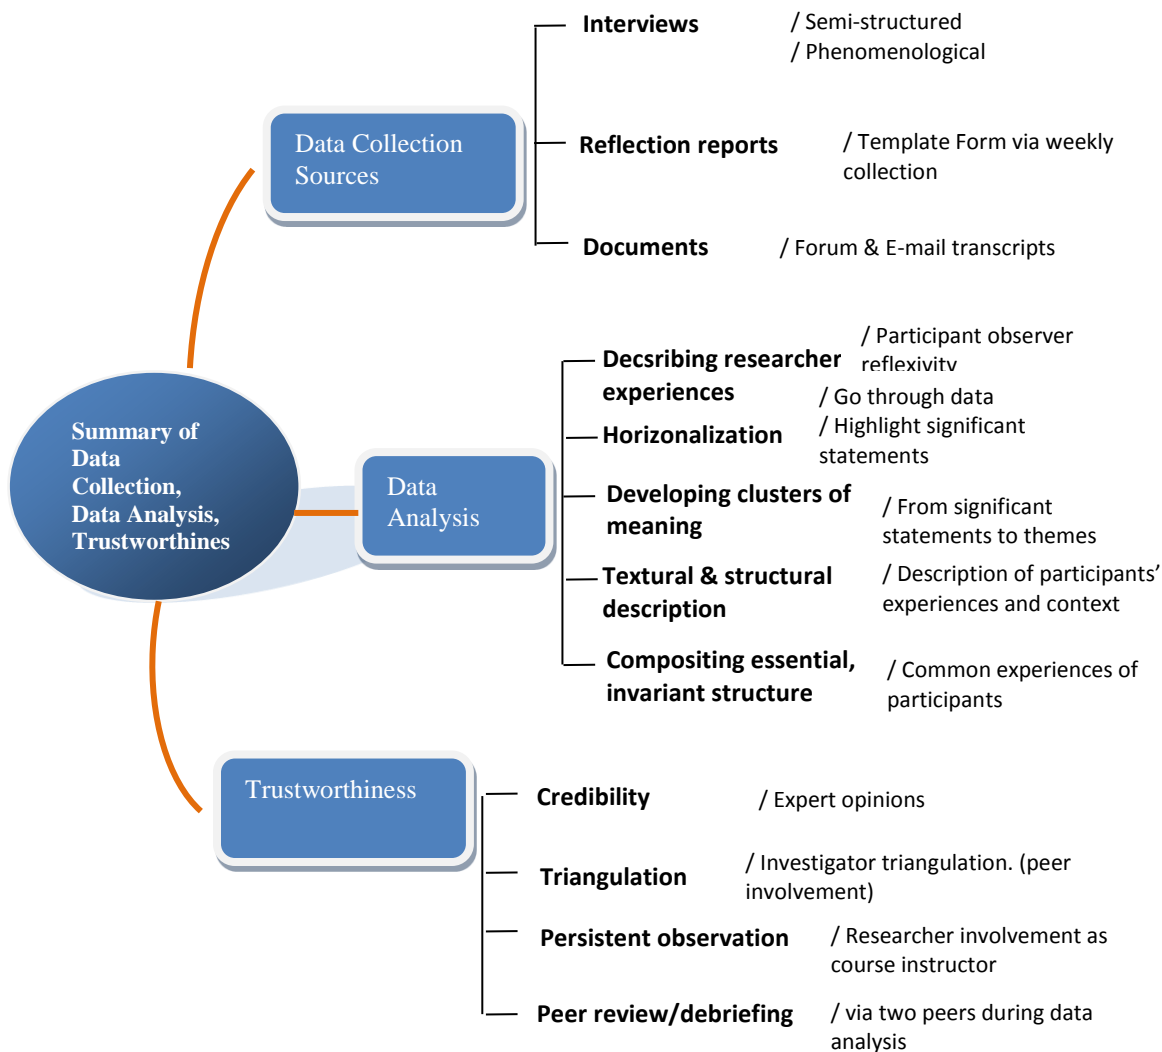 Interviews
/ Semi-structured
/ Phenomenological
Data Collection
Sources
Reflection reports
/ Template Form via weekly
collection
Documents
/ Forum & E-mail transcripts
Summary of
Data
Collection,
Data Analysis,
Trustworthines
Data
Analysis
Decsribing researcher
experiences
/ Participant observer
reflexivity
Horizonalization
/ Go through data
/ Highlight significant
statements
Developing clusters of
meaning
/ From significant
statements to themes
Textural & structural
description
/ Description of participants’
experiences and context
Compositing essential,
invariant structure
/ Common experiences of
participants
Trustworthiness
Credibility
/ Expert opinions
Triangulation
/ Investigator triangulation. (peer
involvement)
Persistent observation
/ Researcher involvement as
course instructor
Peer review/debriefing
/ via two peers during data
analysis